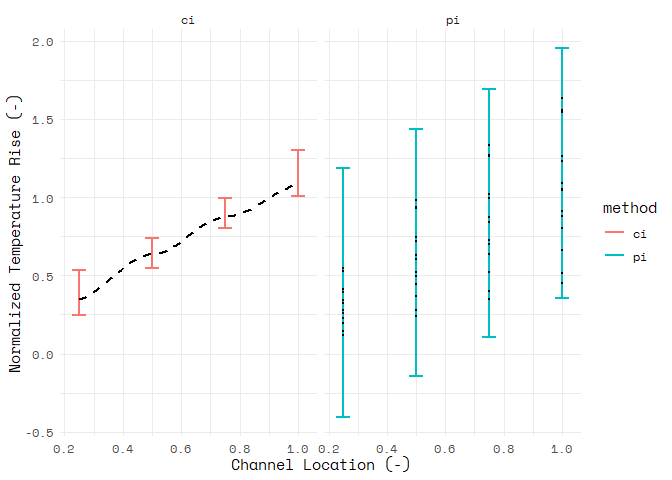 ci pi
2.0
1.5
1.0
0.5
0.0
-0.5
Normalized Temperature Rise (-)
0.2 0.4 0.6 0.8 1.0 0.2 0.4 0.6 0.8 1.0
Channel Location (-)
method
ci
pi